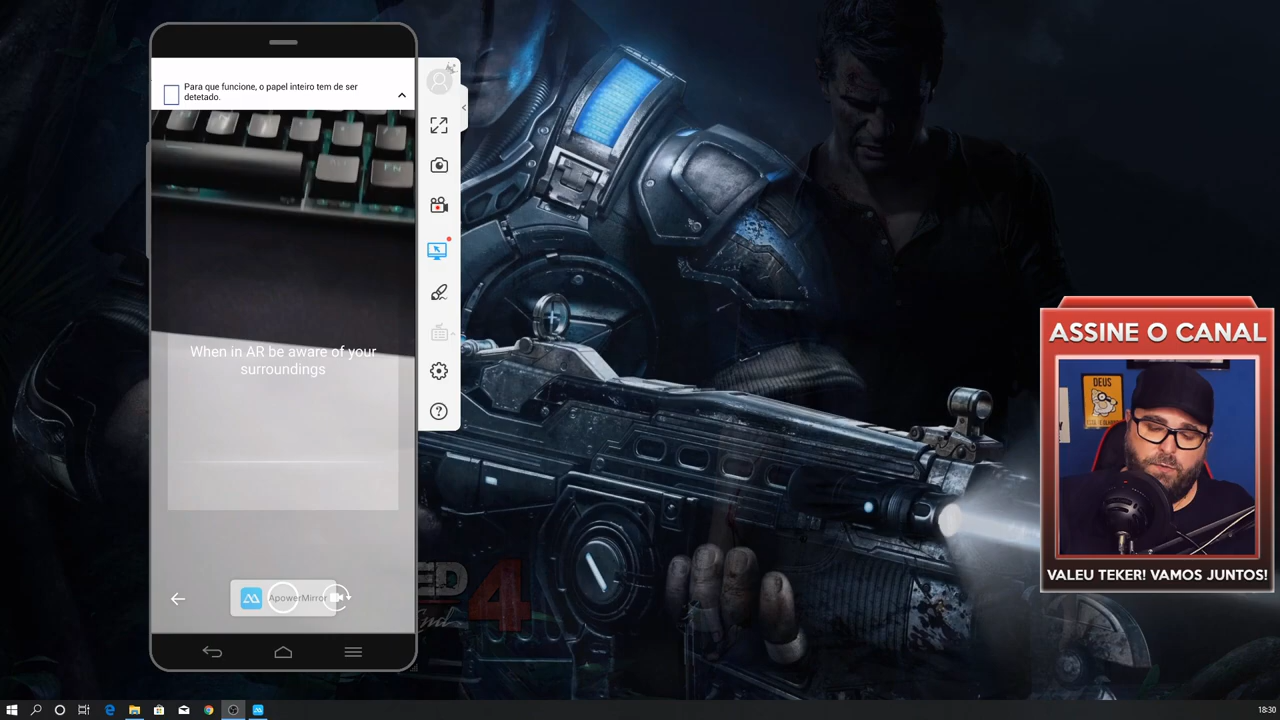 Para que funcione, o papel inteiro tem de ser
detetado.
When in AR be aware of your
surroundings
ApowerMirror
4
ASSINE O CANAL
DEUS
VALEU TEKER! VAMOS JUNTOS!
18:30